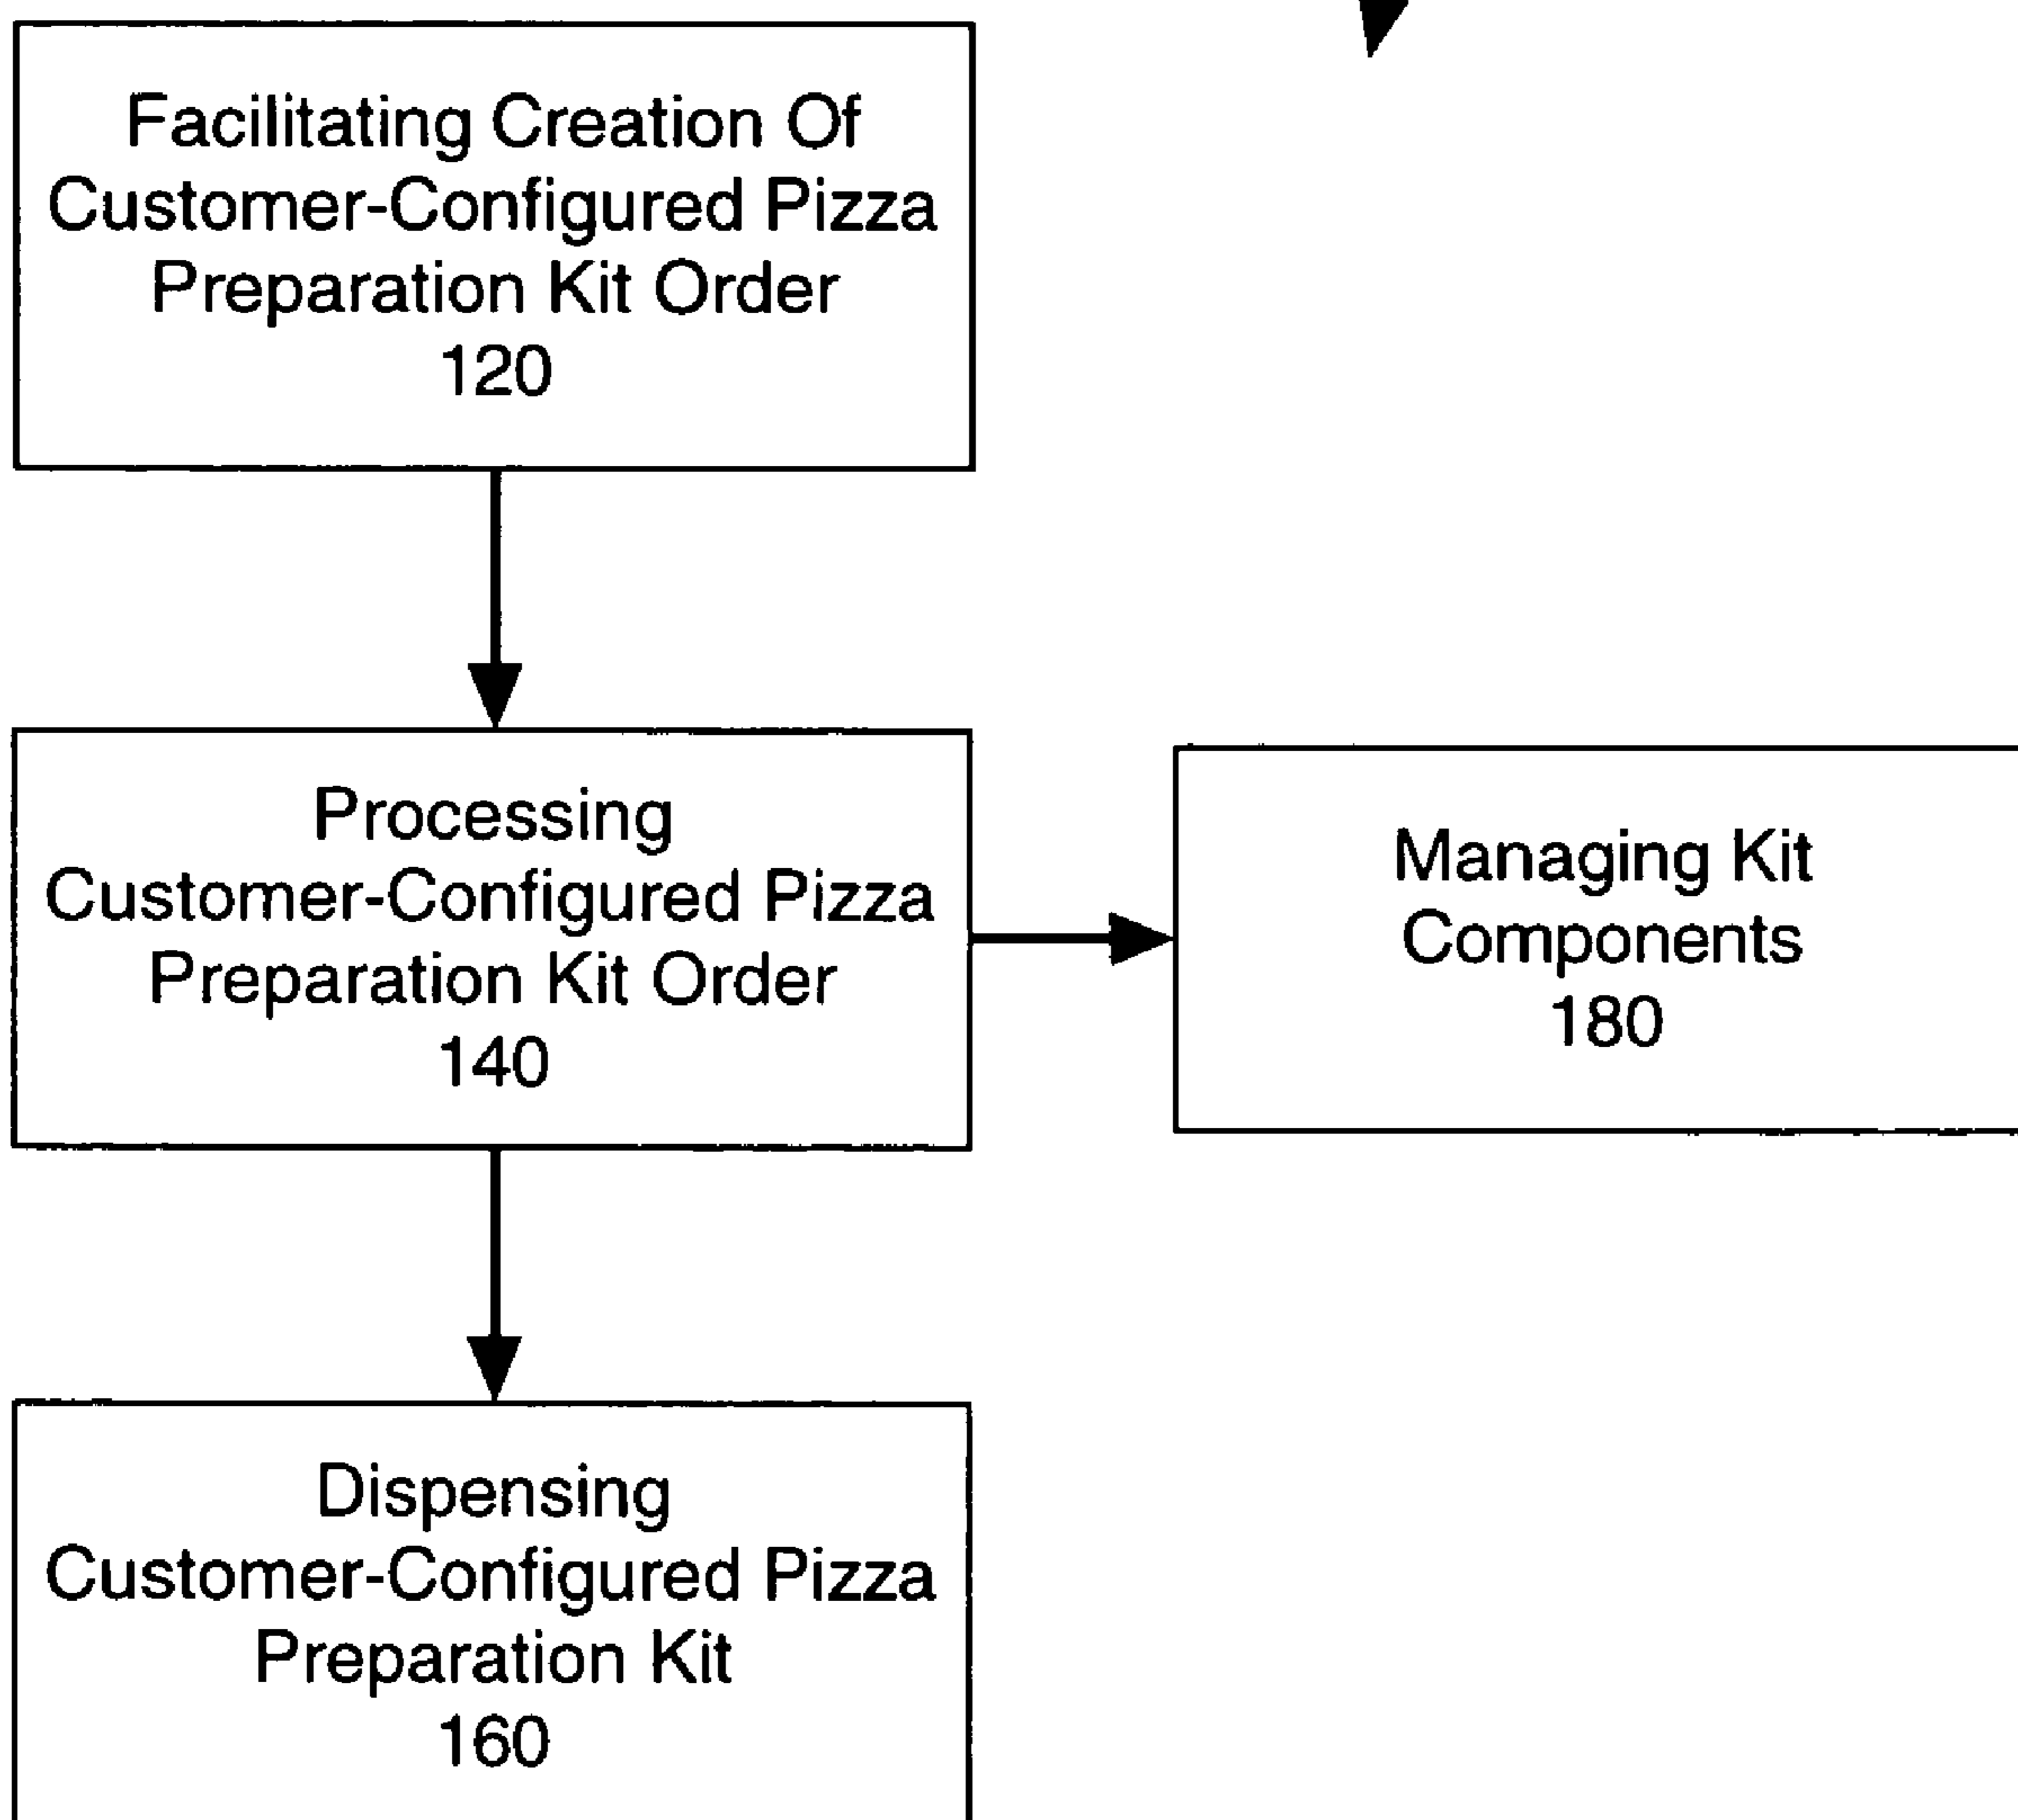 Facilitating Creation Of
Customer-Configured Pizza
Preparation Kit Order
120
Processing
Customer-Configured Pizza
Preparation Kit Order
140
Managing Kit
Components
180
Dispensing
Customer-Configured Pizza
Preparation Kit
160